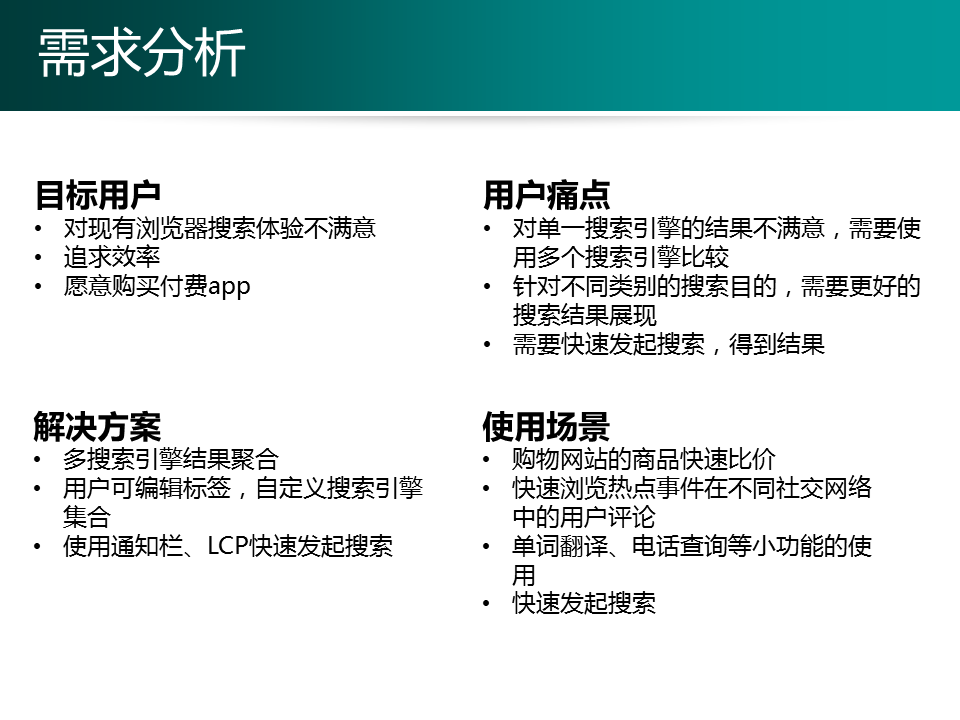 需求分析
目标用户
• 对现有浏览器搜索体验不满意
• 追求效率
• 愿意购买付费app
用户痛点
• 对单一搜索引擎的结果不满意，需要使
用多个搜索引擎比较
• 针对不同类别的搜索目的，需要更好的
搜索结果展现
• 需要快速发起搜索，得到结果
解决方案
• 多搜索引擎结果聚合
• 用户可编辑标签，自定义搜索引擎
集合
• 使用通知栏、LCP快速发起搜索
使用场景
• 购物网站的商品快速比价
• 快速浏览热点事件在不同社交网络
中的用户评论
• 单词翻译、电话查询等小功能的使
用
• 快速发起搜索